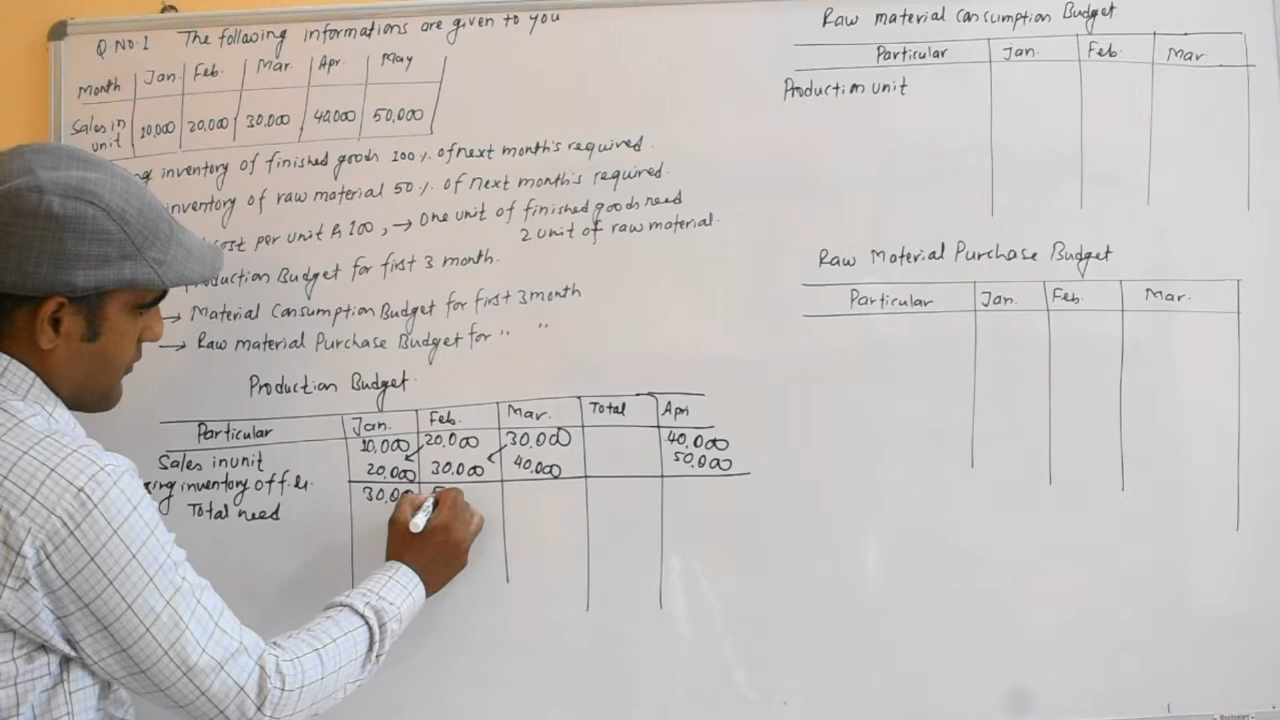 Q.No.1 The following informations are given to you
Month Jan. Feb. Mar. Apr. May
Sales in unit 10,000 20,000 30,000 40,000 50,000
inventory of finished goods 100% of next month's required.
inventory of raw material 50% of next month's required.
cost per unit Rs 100, → One unit of finished goods need
2 unit of raw material.
Production Budget for first 3 month.
→ Material Consumption Budget for first 3 month
→ Raw material Purchase Budget for " "
Production Budget.
Particular Jan. Feb. Mar. Total Apri
Sales in unit 10,000 20,000 30,000 40,000
inventory of f. 20,000 30,000 40,000 50,000
Total need 30,00
Raw material Consumption Budget
Particular Jan. Feb. Mar
Production unit
Raw Material Purchase Budget
Particular Jan. Feb. Mar.